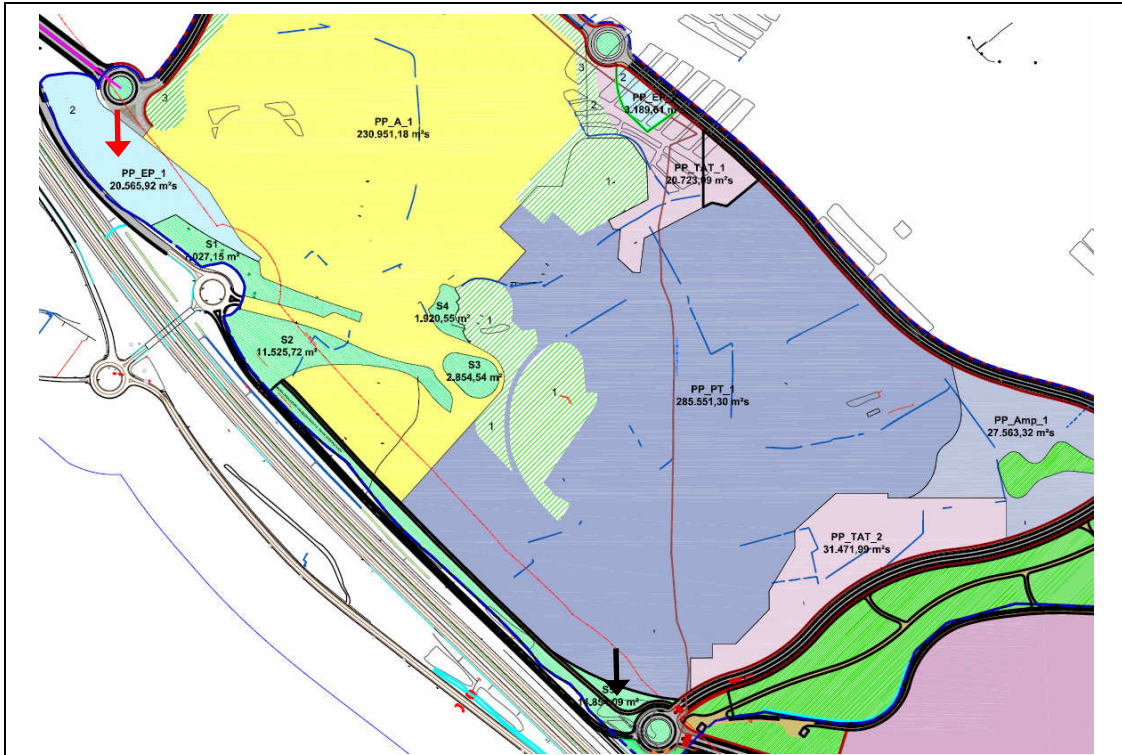 3
2
2
3
2
PP_A_1
230.951,18 m²s
3.189,61 m²
PP_EP_1
20.565,92 m²s
PP_TAT_1
20.723,99 m²s
1
S1
027,15 m²
S4
1.920,55 m²
1
S2
11.525,72 m²
S3
2.854,54 m²
PP_PT_1
285.551,30 m²s
1
1
PP_Amp_1
27.563,32 m²s
PP_TAT_2
31.471,99 m²s